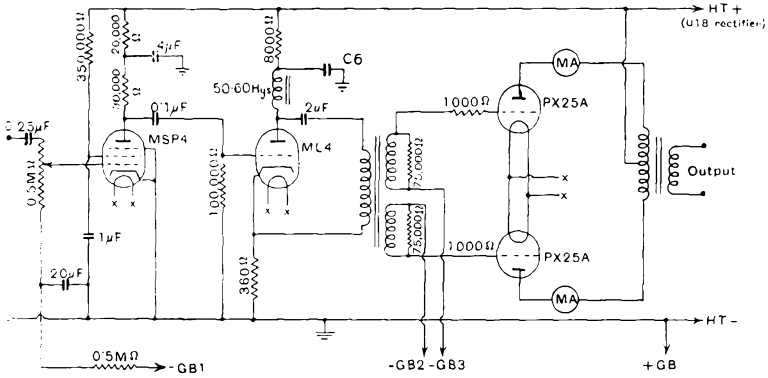 HT+
(U18 rectifier)
350,000Ω
20,000
Ω
4μF
8000Ω
C6
MA
50-60Hys
Ω
0·1μF
2μF
1000Ω
PX25A
0·25μF
MSP4
ML4
75,000Ω
0·5MΩ
100,000Ω
x x
x x
x
x
Output
75,000Ω
1μF
1000Ω
PX25A
20μF
360Ω
MA
HT-
0·5MΩ
-GB1
-GB2
-GB3
+GB